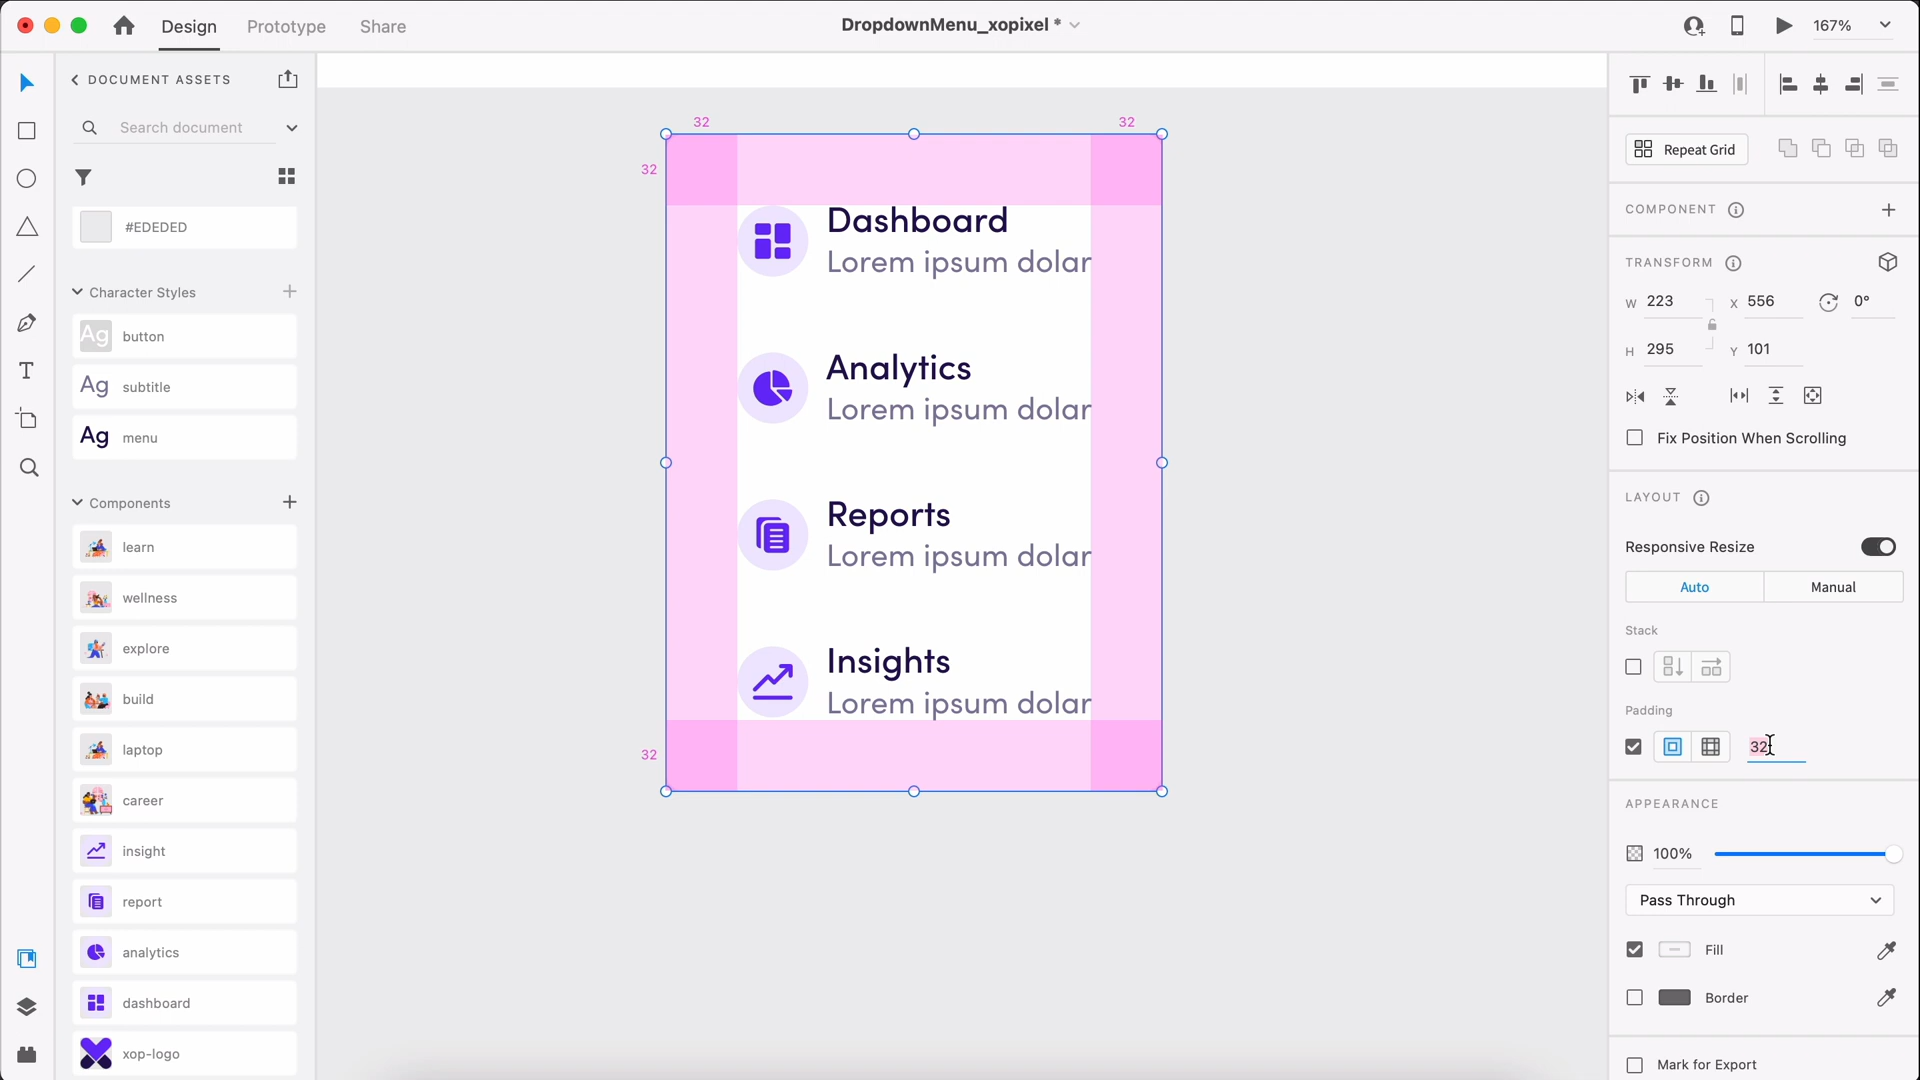 Design
Prototype
Share
DropdownMenu_xopixel *
167%
DOCUMENT ASSETS
Search document
#EDEDED
Character Styles
Ag button
Ag subtitle
Ag menu
Components
learn
wellness
explore
build
laptop
career
insight
report
analytics
dashboard
xop-logo
32
32
32
Dashboard
Lorem ipsum dolar
Analytics
Lorem ipsum dolar
Reports
Lorem ipsum dolar
Insights
Lorem ipsum dolar
32
Repeat Grid
COMPONENT
TRANSFORM
W 223
X 556
0°
H 295
Y 101
Fix Position When Scrolling
LAYOUT
Responsive Resize
Auto
Manual
Stack
Padding
32
APPEARANCE
100%
Pass Through
Fill
Border
Mark for Export